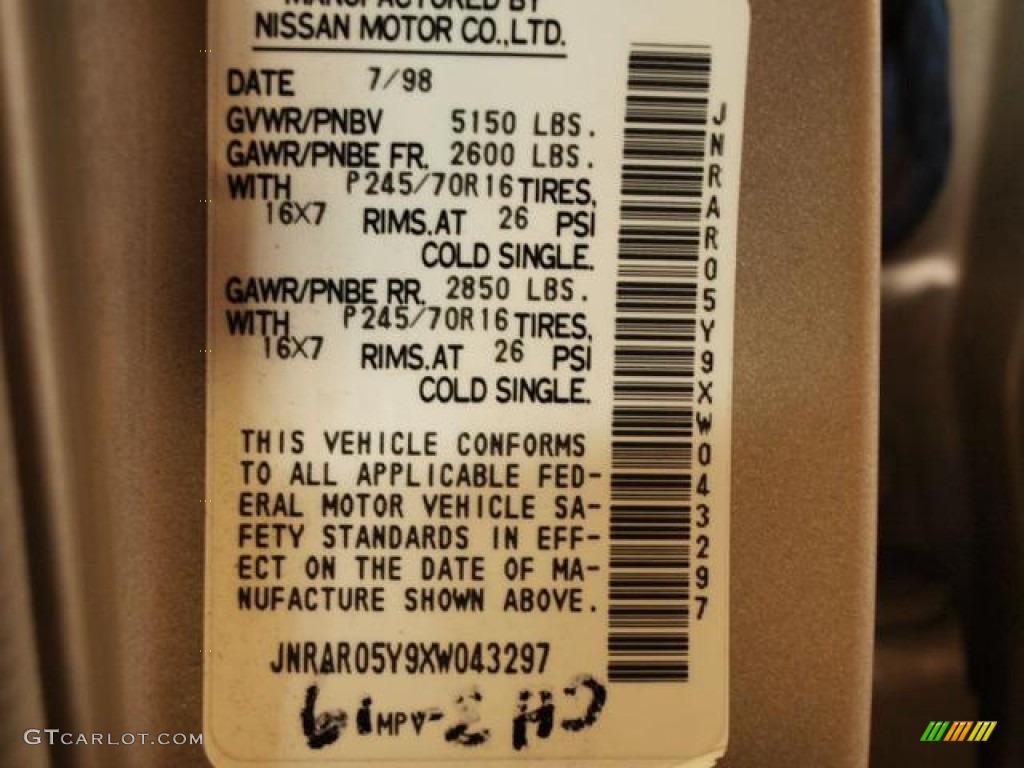 MANUFACTURED BY
NISSAN MOTOR CO.,LTD.
DATE 7/98
GVWR/PNBV 5150 LBS.
GAWR/PNBE FR. 2600 LBS.
WITH P245/70R16 TIRES,
16X7 RIMS.AT 26 PSI
COLD SINGLE.
GAWR/PNBE RR. 2850 LBS.
WITH P245/70R16 TIRES,
16X7 RIMS.AT 26 PSI
COLD SINGLE.
THIS VEHICLE CONFORMS
TO ALL APPLICABLE FED-
ERAL MOTOR VEHICLE SA-
FETY STANDARDS IN EFF-
ECT ON THE DATE OF MA-
NUFACTURE SHOWN ABOVE.
JNRAR05Y9XW043297
MPV
JNRAR05Y9XW043297
GTCARLOT.COM